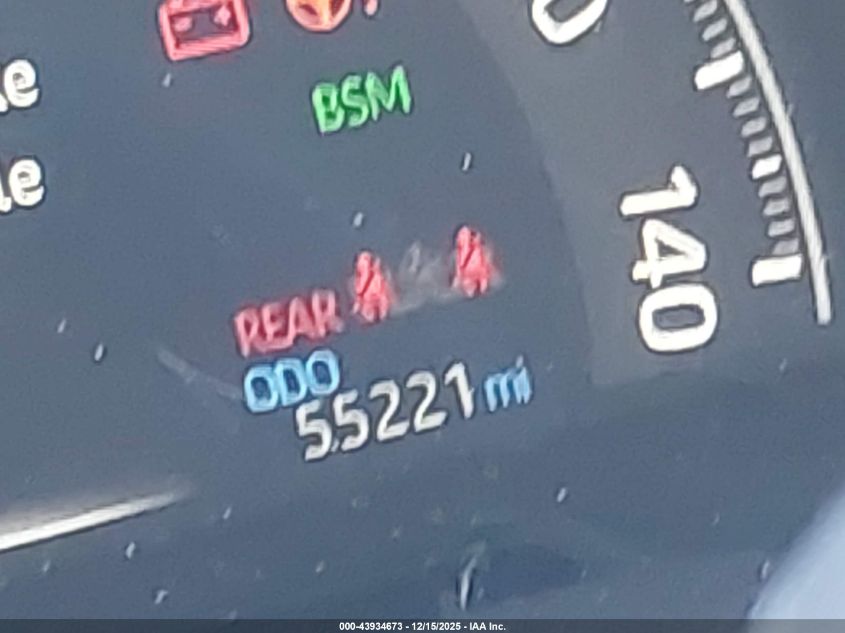 BSM
140
REAR
ODO
55221 mi
000-43934673 - 12/15/2025 - IAA Inc.